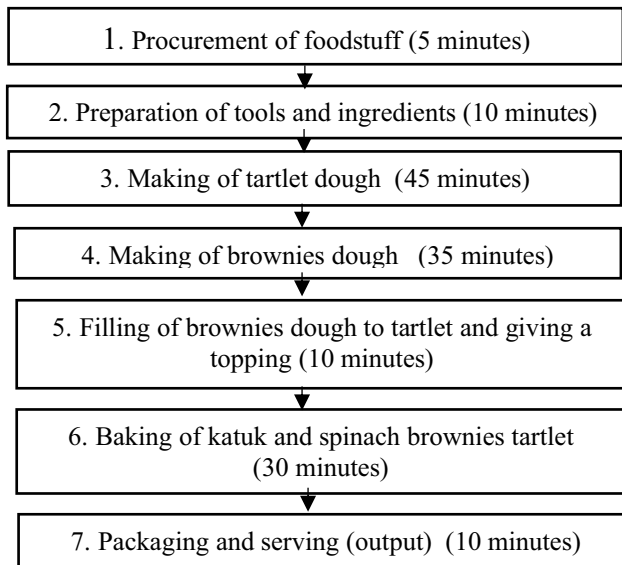 1. Procurement of foodstuff (5 minutes)
2. Preparation of tools and ingredients (10 minutes)
3. Making of tartlet dough (45 minutes)
4. Making of brownies dough (35 minutes)
5. Filling of brownies dough to tartlet and giving a
topping (10 minutes)
6. Baking of katuk and spinach brownies tartlet
(30 minutes)
7. Packaging and serving (output) (10 minutes)